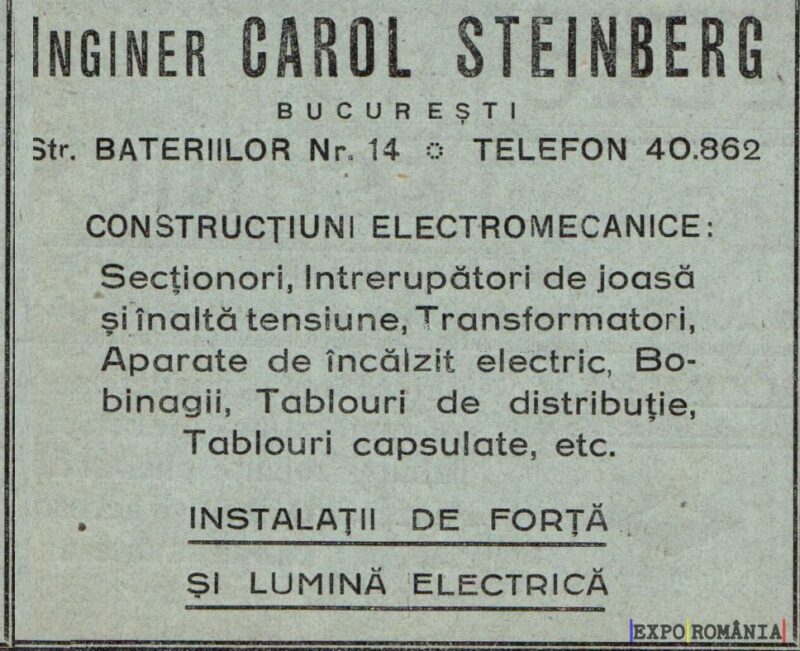 INGINER CAROL STEINBERG
BUCUREȘTI
Str. BATERIILOR Nr. 14 ☼ TELEFON 40.862
CONSTRUCȚIUNI ELECTROMECANICE:
Secționori, Intrerupători de joasă
și înaltă tensiune, Transformatori,
Aparate de încălzit electric, Bo-
binagii, Tablouri de distribuție,
Tablouri capsulate, etc.
INSTALAȚII DE FORȚĂ
ȘI LUMINĂ ELECTRICĂ
EXPO ROMÂNIA